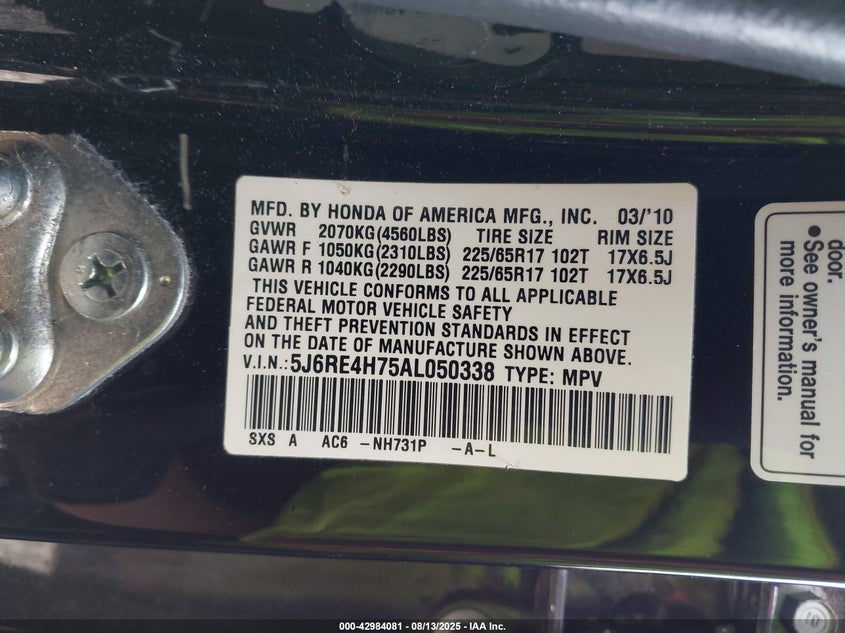 MFD. BY HONDA OF AMERICA MFG., INC. 03/'10
GVWR 2070KG(4560LBS) TIRE SIZE RIM SIZE
GAWR F 1050KG(2310LBS) 225/65R17 102T 17X6.5J
GAWR R 1040KG(2290LBS) 225/65R17 102T 17X6.5J
THIS VEHICLE CONFORMS TO ALL APPLICABLE
FEDERAL MOTOR VEHICLE SAFETY
AND THEFT PREVENTION STANDARDS IN EFFECT
ON THE DATE OF MANUFACTURE SHOWN ABOVE.
V.I.N.:5J6RE4H75AL050338 TYPE: MPV
SXS A AC6 -NH731P -A-L
door.
● See owner's manual for
more information.
000-42984081 - 08/13/2025 - IAA Inc.